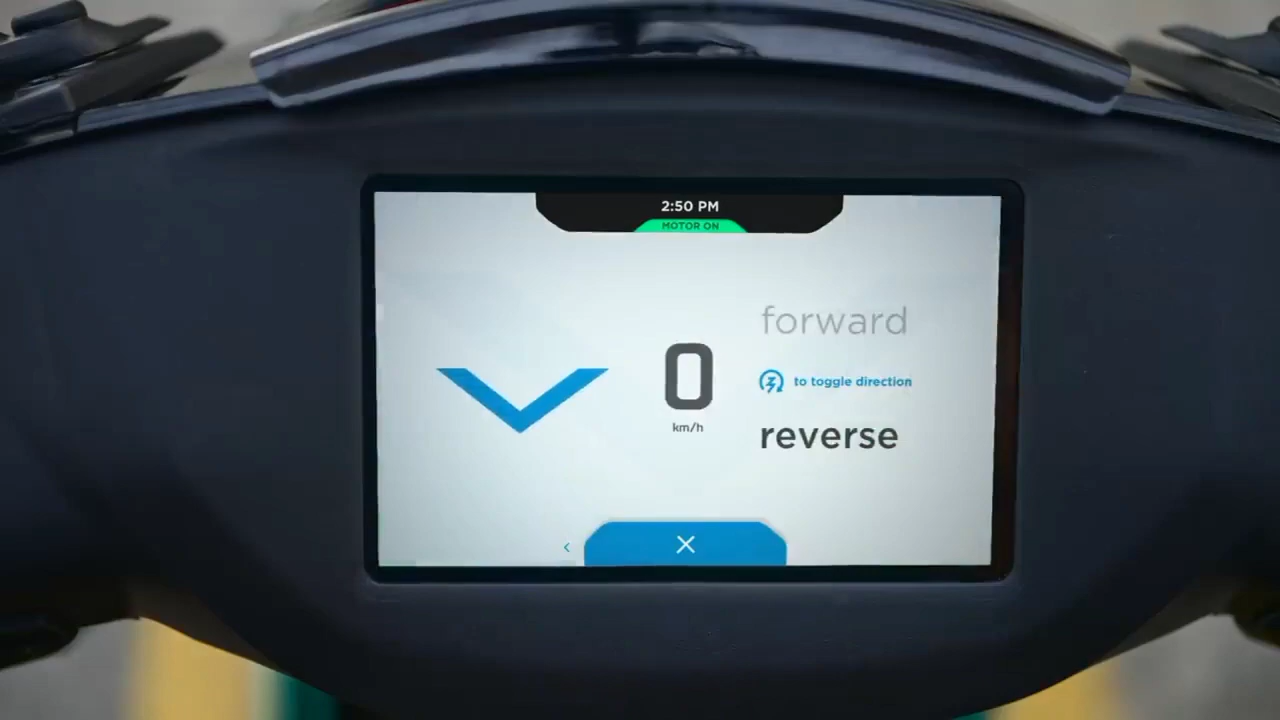 2:50 PM
MOTOR ON
forward
0
km/h
to toggle direction
reverse